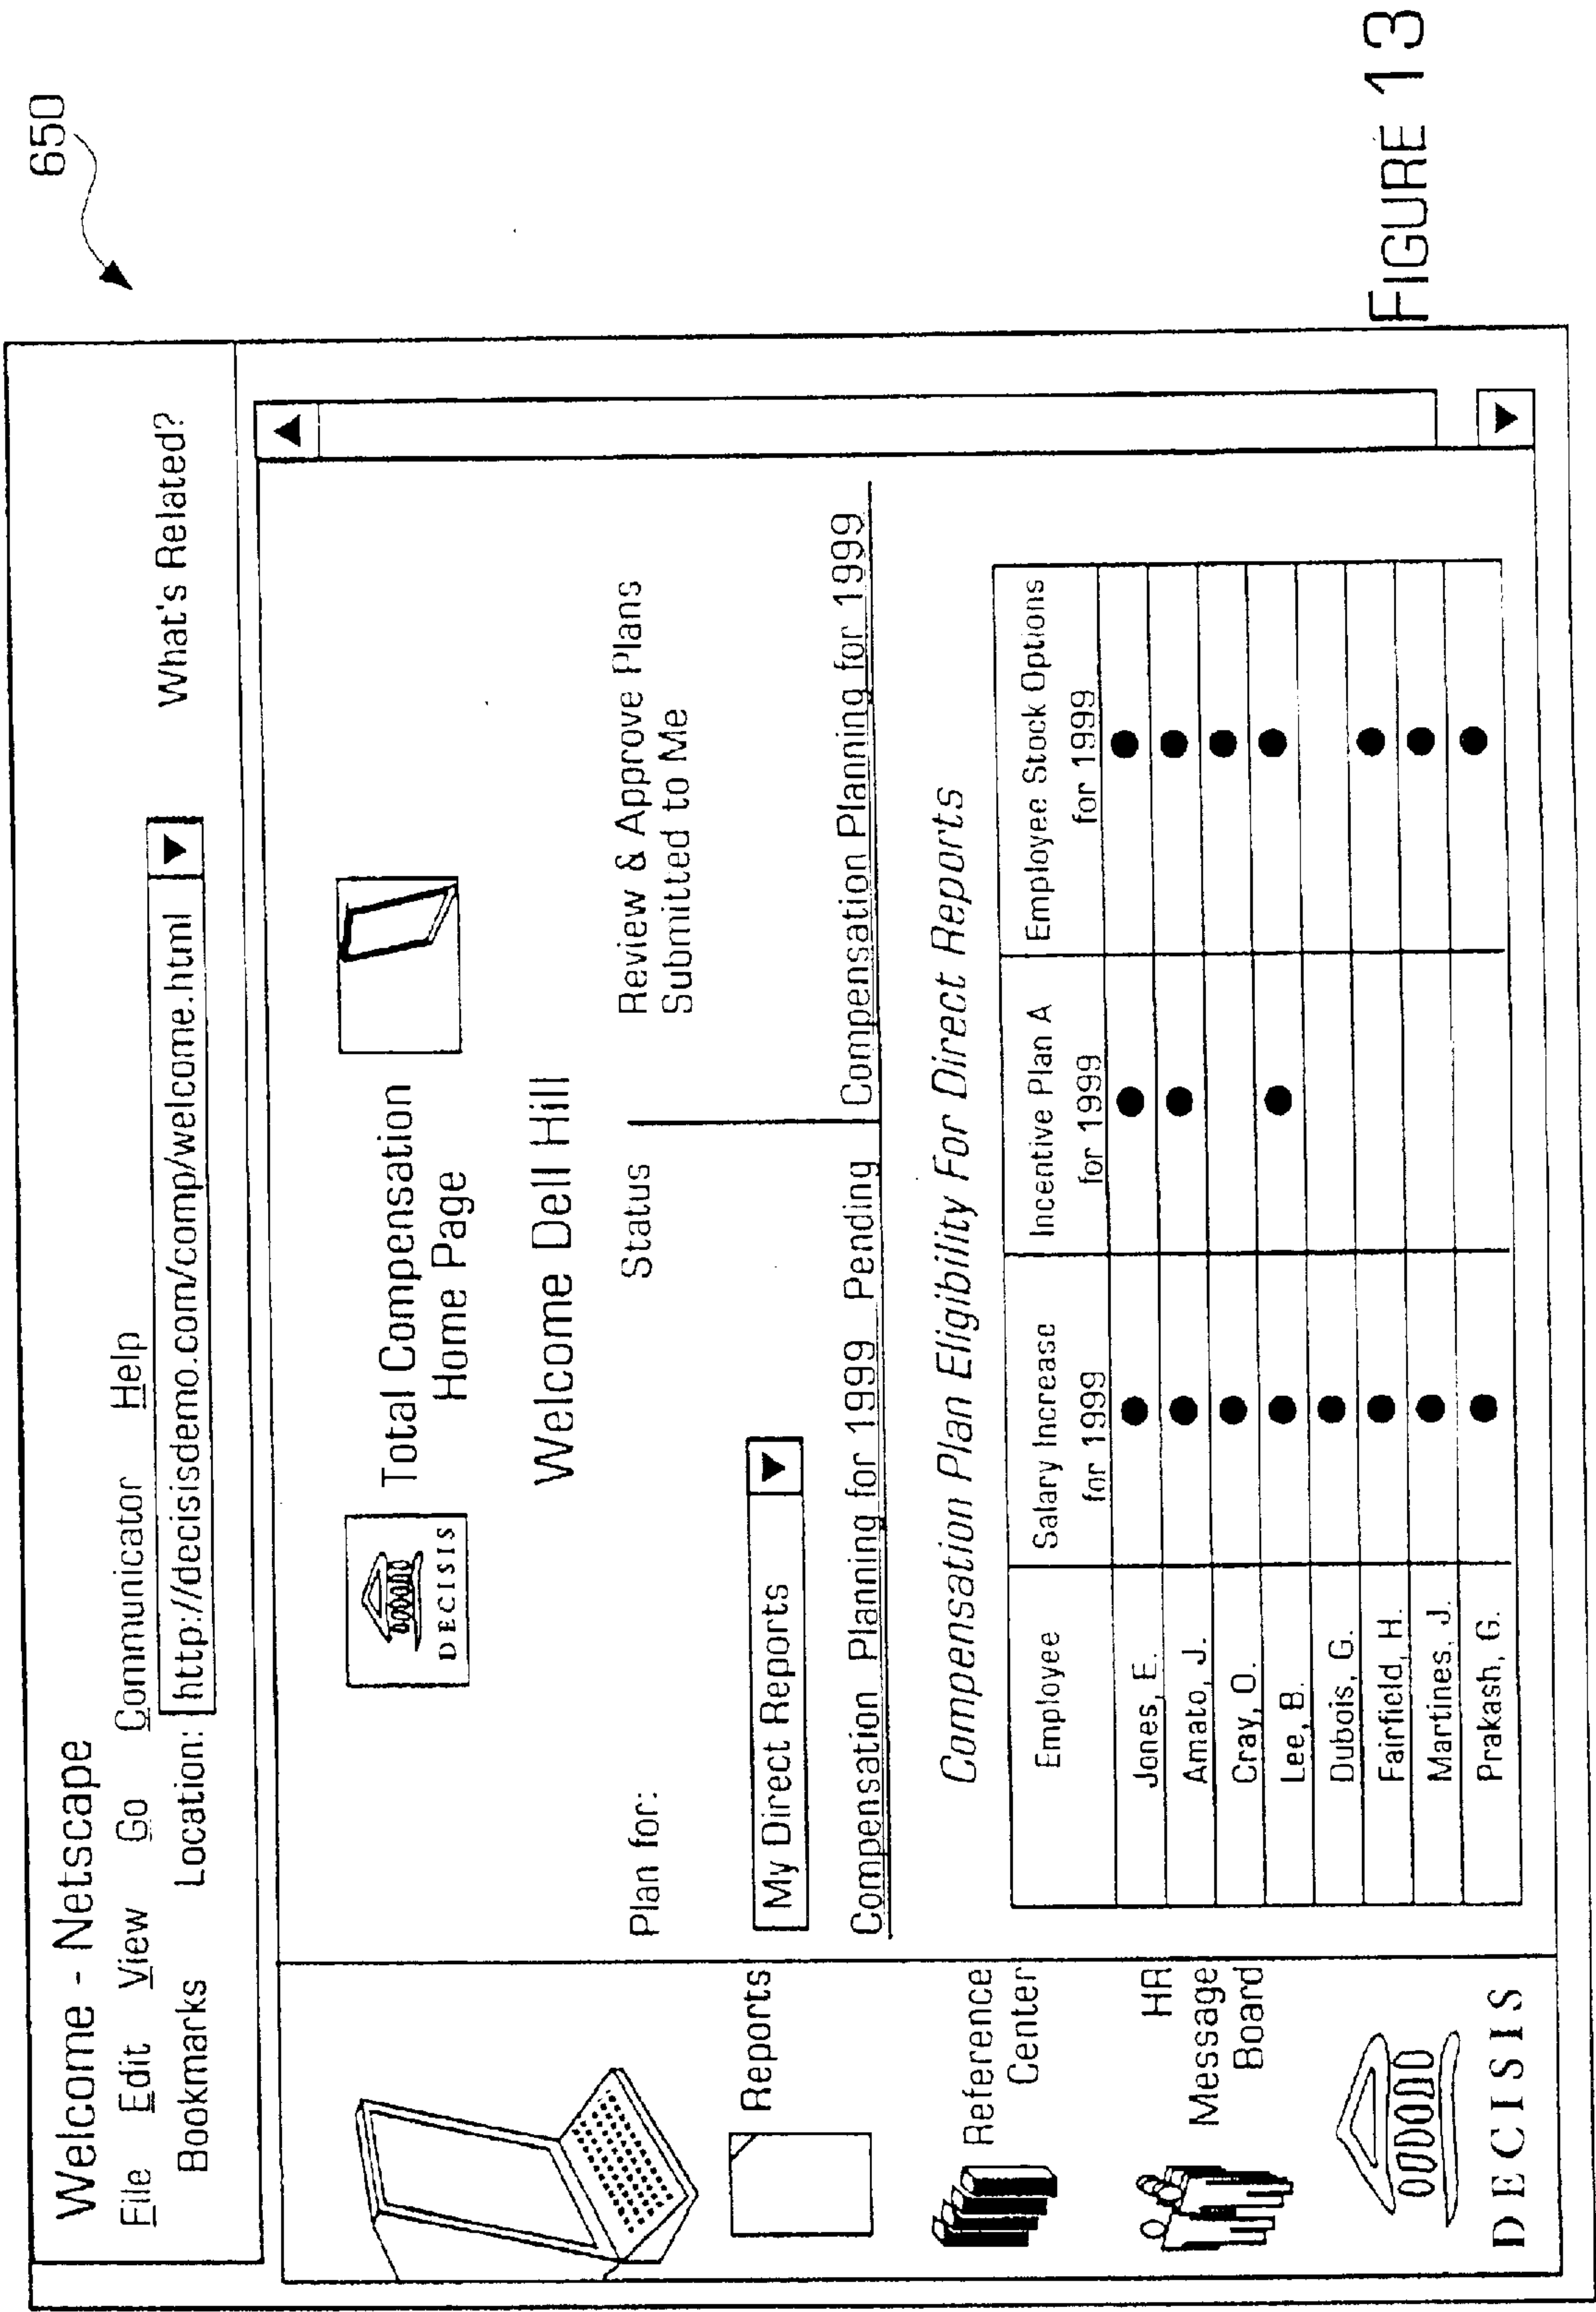 650
Welcome - Netscape
File Edit View Go Communicator Help
Bookmarks Location: http://decisisdemo.com/comp/welcome.html What's Related?
DECISIS
Total Compensation
Home Page
Welcome Dell Hill
Plan for:
Status
Review & Approve Plans
Submitted to Me
My Direct Reports
Compensation Planning for 1999 Pending
Compensation Planning for 1999
Reports
Reference
Center
HR
Message
Board
DECISIS
Compensation Plan Eligibility For Direct Reports
Employee
Salary Increase
for 1999
Incentive Plan A
for 1999
Employee Stock Options
for 1999
Jones, E. ● ● ●
Amato, J. ● ● ●
Cray, O. ● ●
Lee, B. ● ● ●
Dubois, G. ●
Fairfield, H. ● ●
Martines, J. ● ●
Prakash, G. ● ●
FIGURE 13